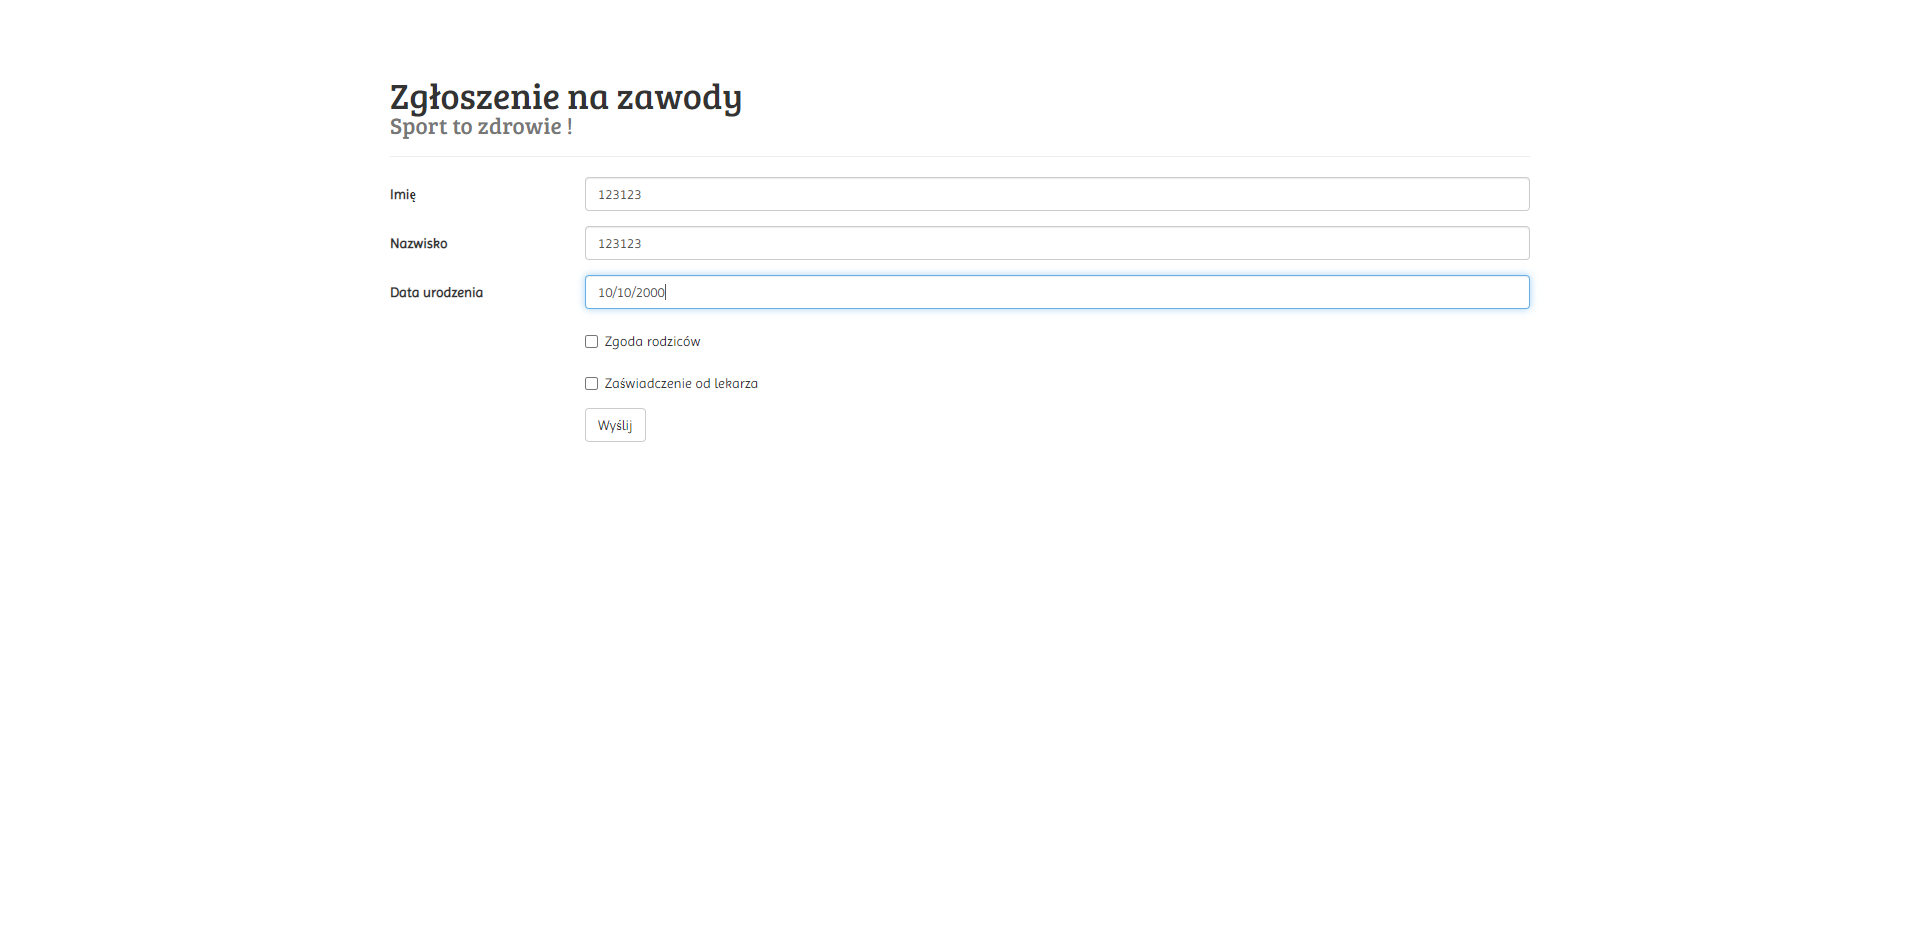 Zgłoszenie na zawody
Sport to zdrowie !
Imię 123123
Nazwisko 123123
Data urodzenia 10/10/2000
Zgoda rodziców
Zaświadczenie od lekarza
Wyślij